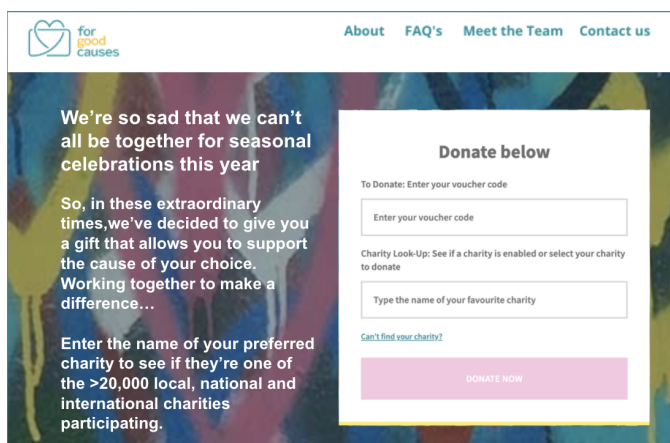 for
good
causes
About FAQ's Meet the Team Contact us
We're so sad that we can't
all be together for seasonal
celebrations this year
So, in these extraordinary
times,we've decided to give you
a gift that allows you to support
the cause of your choice.
Working together to make a
difference…
Enter the name of your preferred
charity to see if they're one of
the >20,000 local, national and
international charities
participating.
Donate below
To Donate: Enter your voucher code
Enter your voucher code
Charity Look-Up: See if a charity is enabled or select your charity
to donate
Type the name of your favourite charity
Can't find your charity?
DONATE NOW